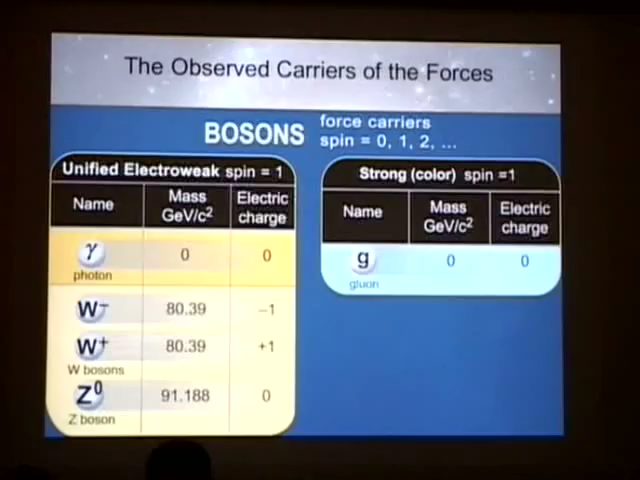 The Observed Carriers of the Forces
BOSONS
force carriers
spin = 0, 1, 2, ...
Unified Electroweak spin = 1
Name
Mass
GeV/c²
Electric
charge
γ
photon
0
0
W⁻
80.39
−1
W⁺
W bosons
80.39
+1
Z⁰
Z boson
91.188
0
Strong (color) spin =1
Name
Mass
GeV/c²
Electric
charge
g
gluon
0
0